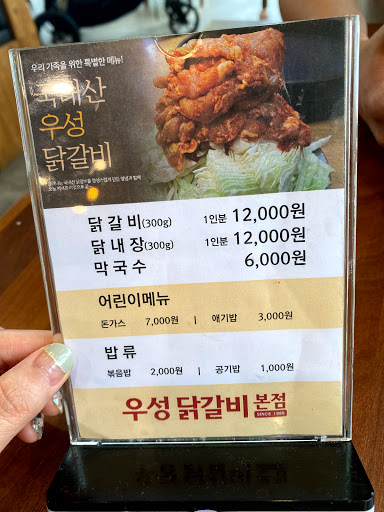 우리 가족을 위한 특별한 메뉴!
국내산
우성
닭갈비
닭갈비(300g) 1인분 12,000원
닭내장(300g) 1인분 12,000원
막국수 6,000원
어린이메뉴
돈가스 7,000원 | 애기밥 3,000원
밥류
볶음밥 2,000원 | 공기밥 1,000원
우성 닭갈비 본점
SINCE 1989